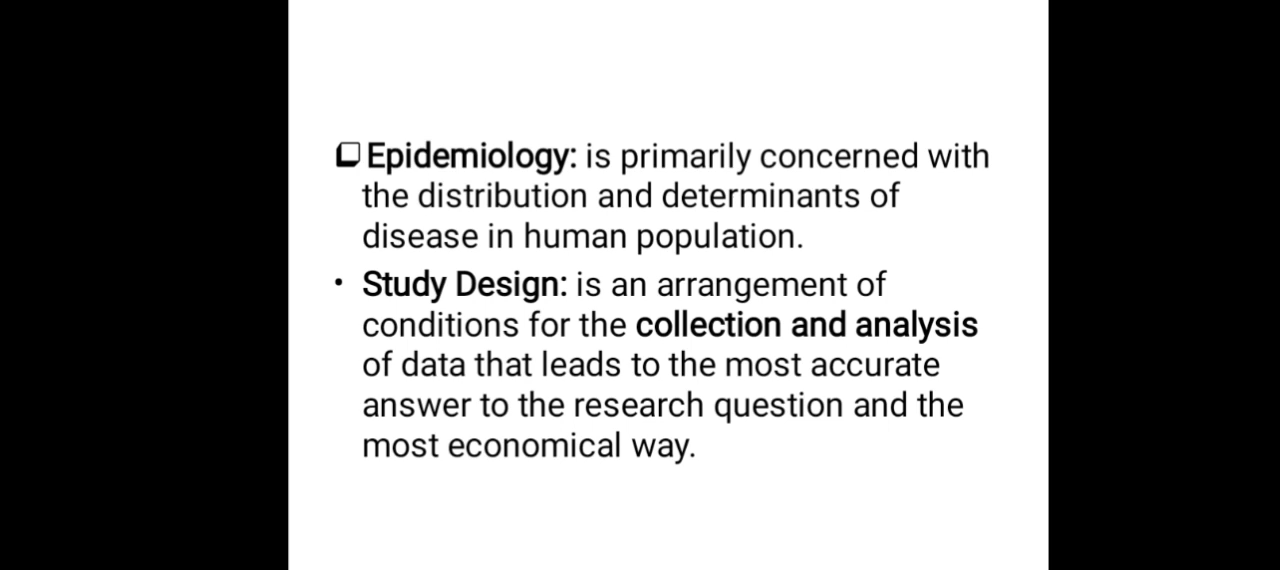 ❑Epidemiology: is primarily concerned with
the distribution and determinants of
disease in human population.
• Study Design: is an arrangement of
conditions for the collection and analysis
of data that leads to the most accurate
answer to the research question and the
most economical way.